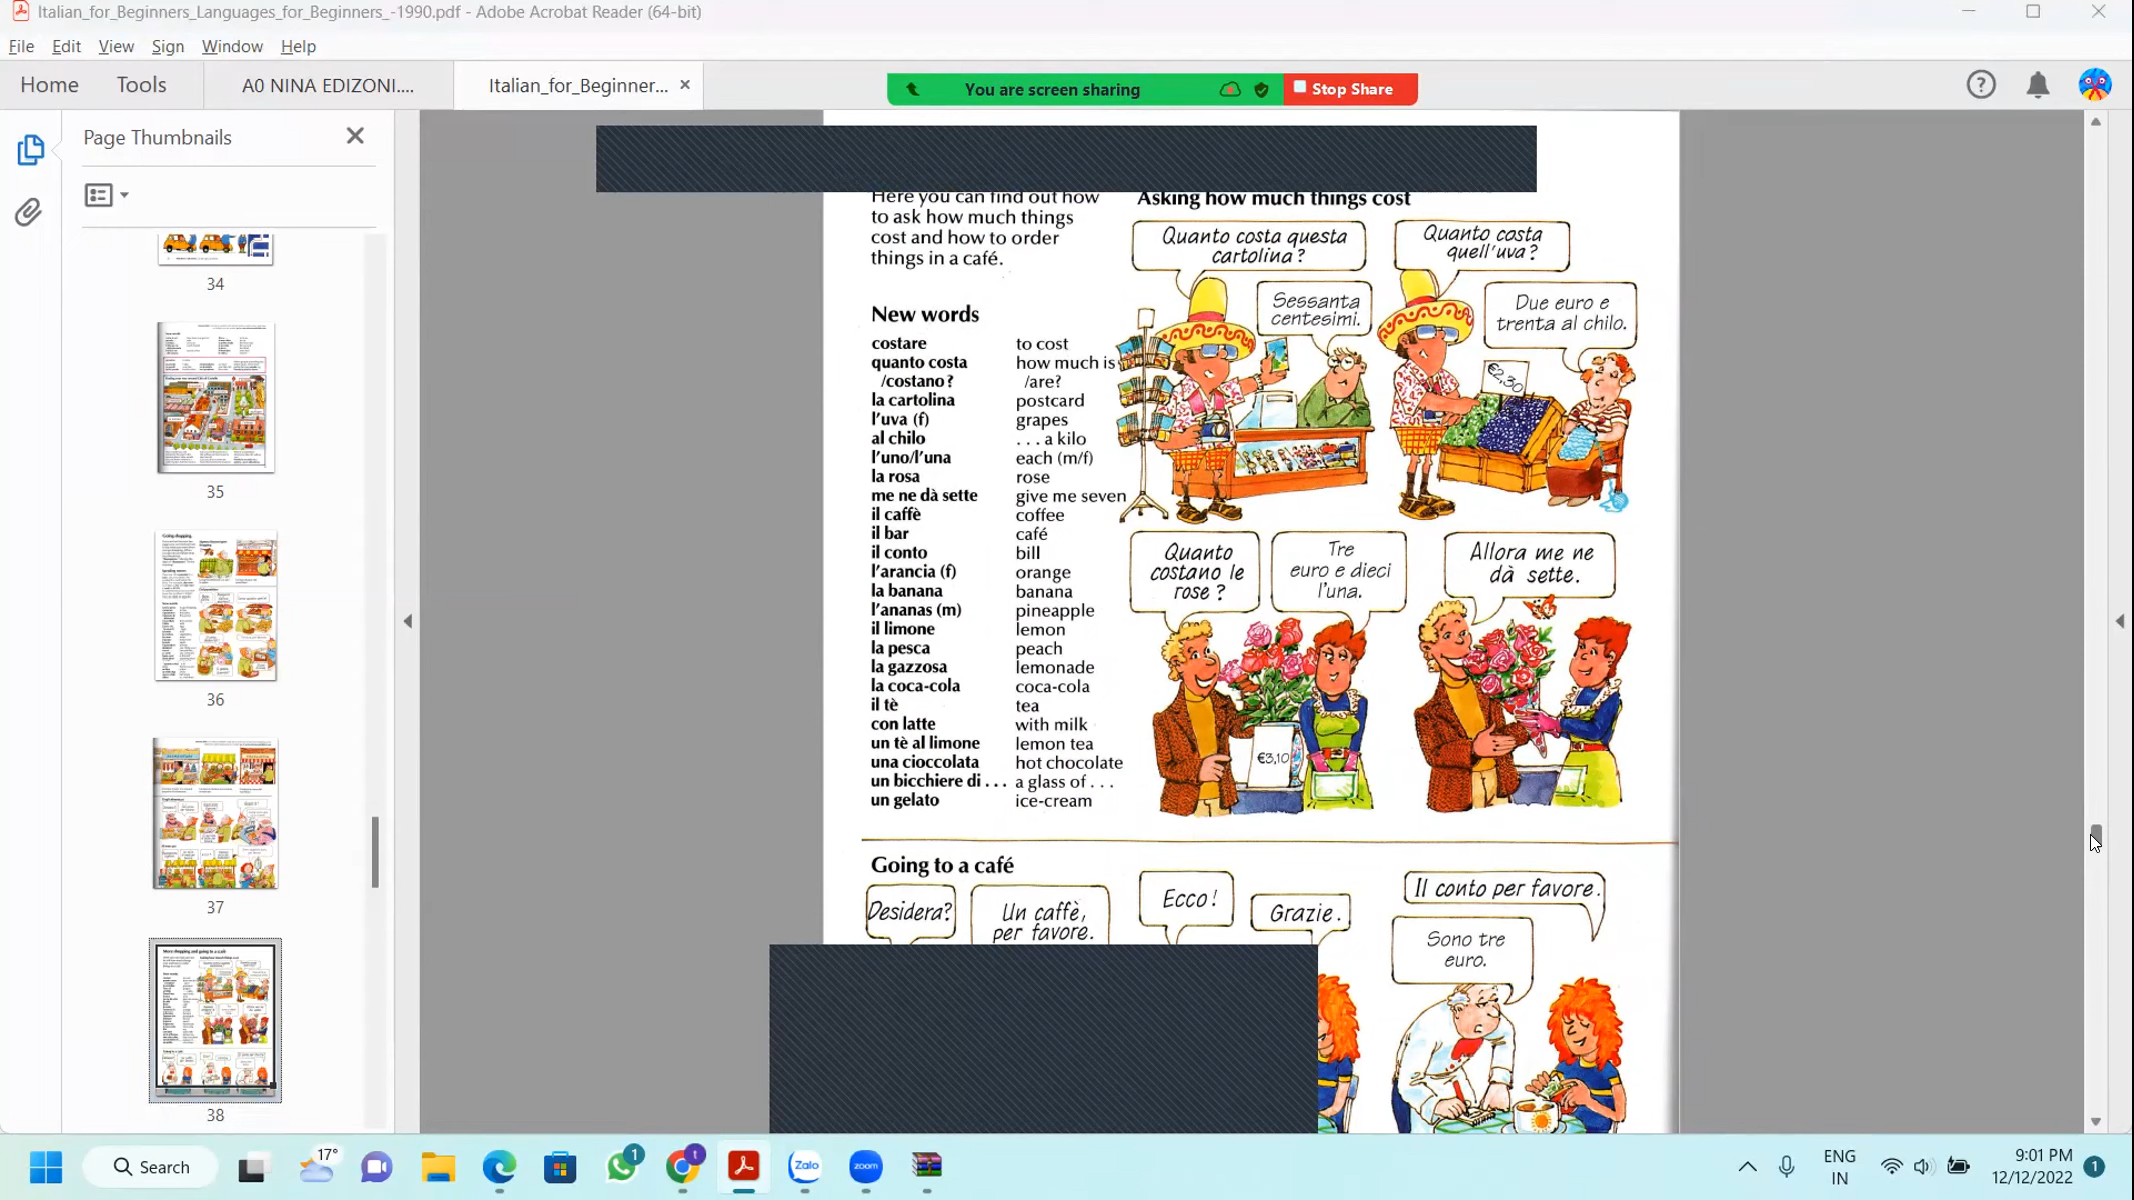 Italian_for_Beginners_Languages_for_Beginners_-1990.pdf - Adobe Acrobat Reader (64-bit)
File Edit View Sign Window Help
Home Tools A0 NINA EDIZONI.... Italian_for_Beginner...
You are screen sharing Stop Share
Page Thumbnails
34
35
36
37
38
Here you can find out how
to ask how much things
cost and how to order
things in a café.
New words
costare to cost
quanto costa how much is
/costano? /are?
la cartolina postcard
l'uva (f) grapes
al chilo . . . a kilo
l'uno/l'una each (m/f)
la rosa rose
me ne dà sette give me seven
il caffè coffee
il bar café
il conto bill
l'arancia (f) orange
la banana banana
l'ananas (m) pineapple
il limone lemon
la pesca peach
la gazzosa lemonade
la coca-cola coca-cola
il tè tea
con latte with milk
un tè al limone lemon tea
una cioccolata hot chocolate
un bicchiere di . . . a glass of . . .
un gelato ice-cream
Asking how much things cost
Quanto costa questa
cartolina?
Sessanta
centesimi.
Quanto costa
quell'uva?
Due euro e
trenta al chilo.
€2,30
Quanto
costano le
rose?
Tre
euro e dieci
l'una.
€3,10
Allora me ne
dà sette.
Going to a café
Desidera?
Un caffè,
per favore.
Ecco!
Grazie.
Il conto per favore.
Sono tre
euro.
Search
17°
1
t
Zalo
zoom
ENG
IN
9:01 PM
12/12/2022
1